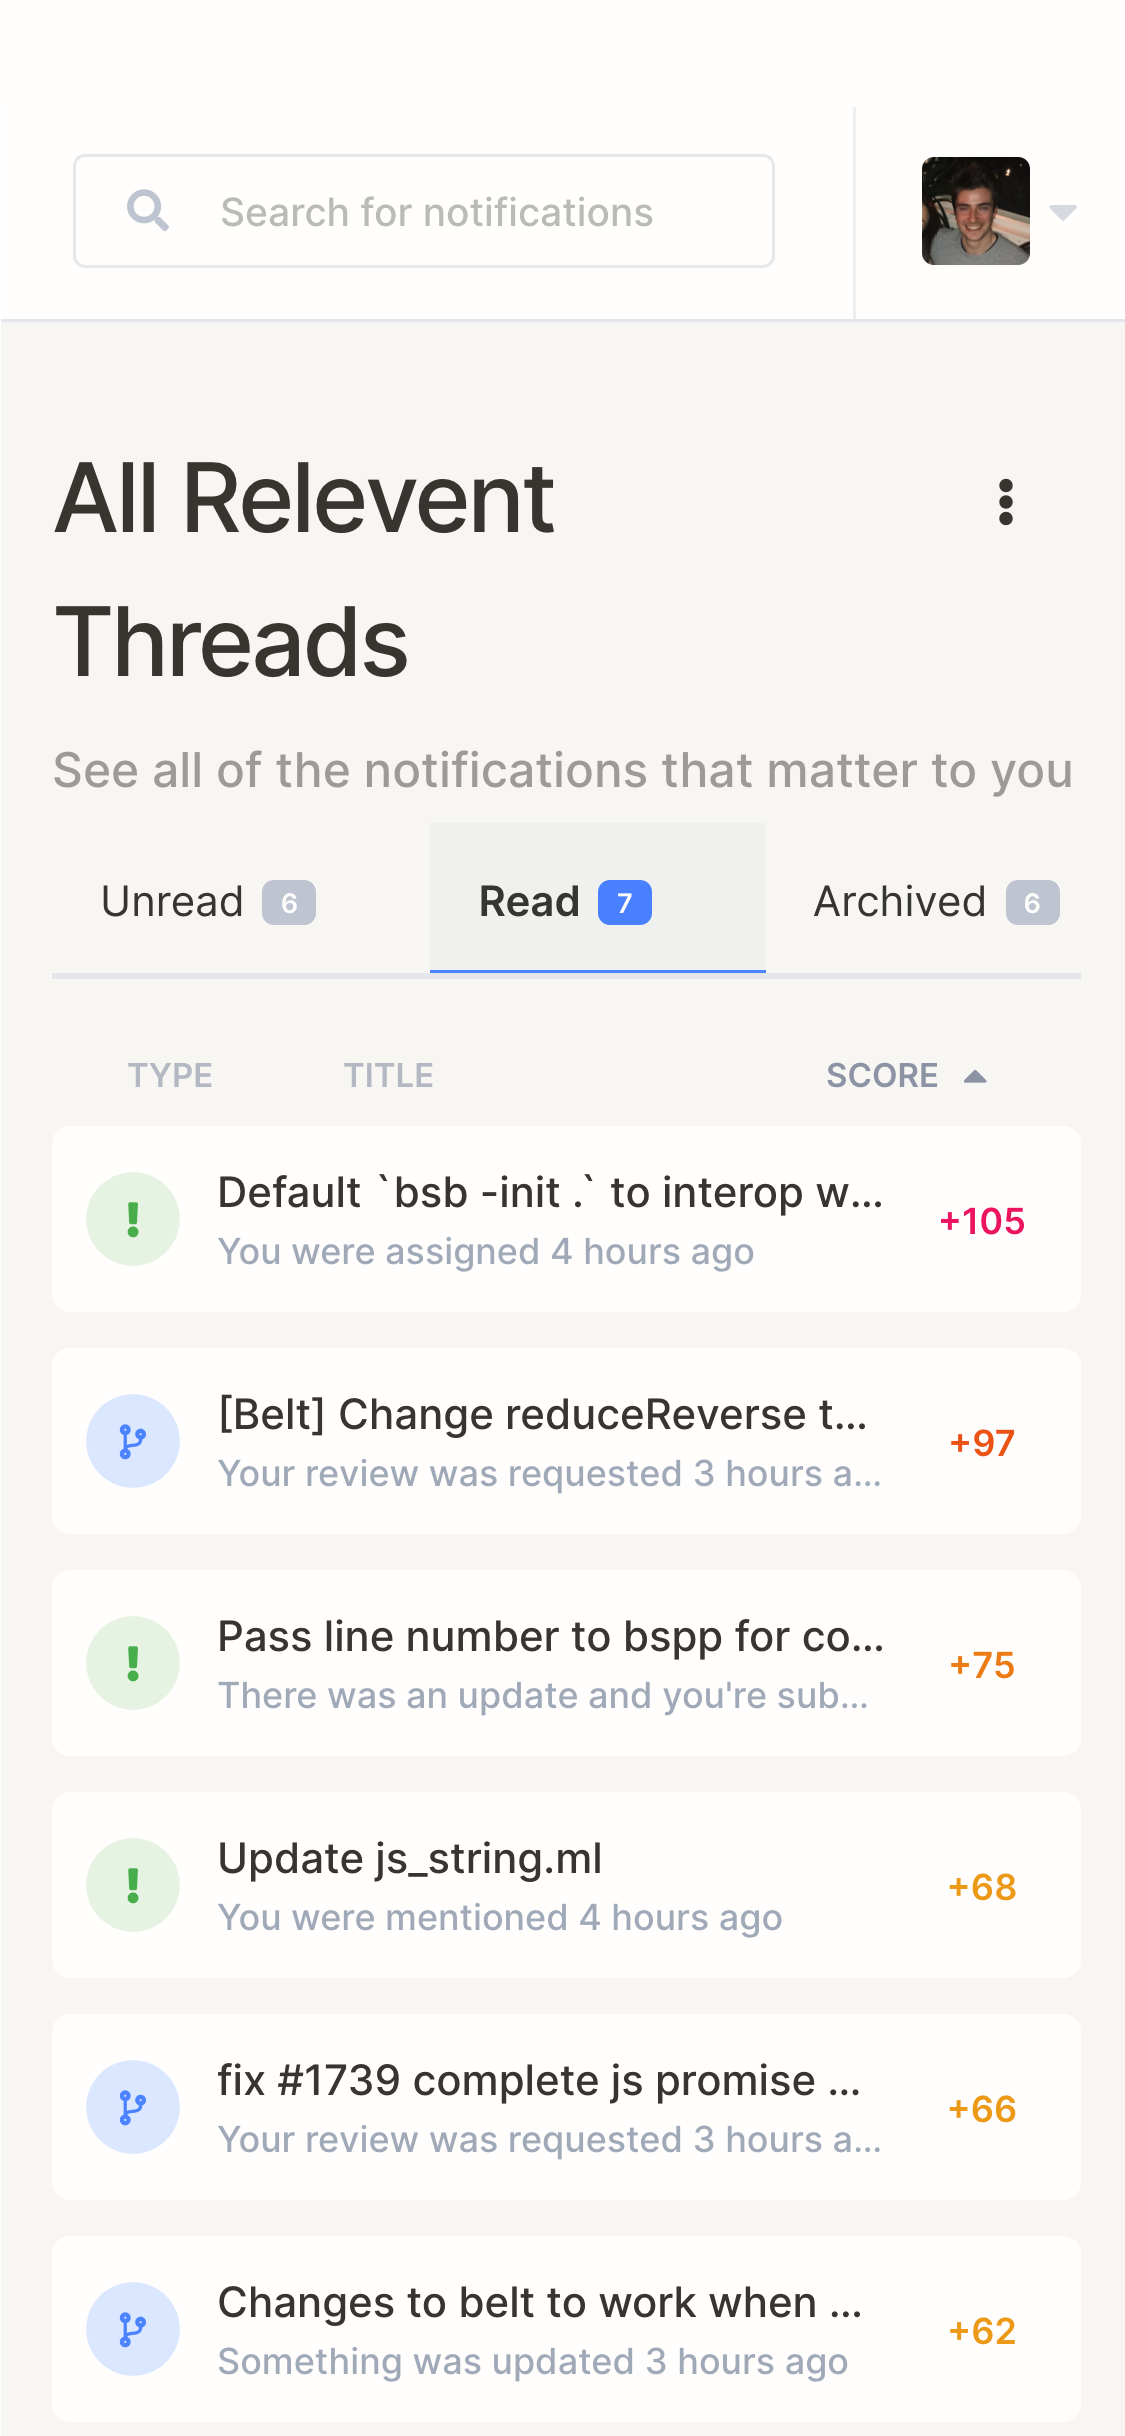 Search for notifications
All Relevent
Threads
See all of the notifications that matter to you
Unread 6 Read 7 Archived 6
TYPE TITLE SCORE
Default `bsb -init .` to interop w...
You were assigned 4 hours ago
+105
[Belt] Change reduceReverse t...
Your review was requested 3 hours a...
+97
Pass line number to bspp for co...
There was an update and you're sub...
+75
Update js_string.ml
You were mentioned 4 hours ago
+68
fix #1739 complete js promise ...
Your review was requested 3 hours a...
+66
Changes to belt to work when ...
Something was updated 3 hours ago
+62